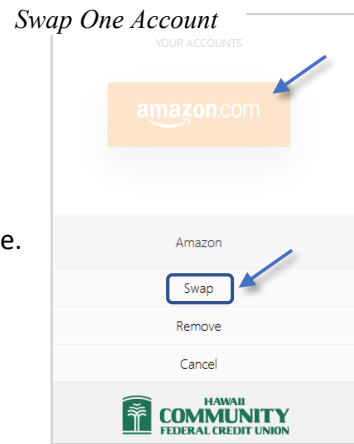 Swap One Account
YOUR ACCOUNTS
amazon.com
e.
Amazon
Swap
Remove
Cancel
HAWAII
COMMUNITY
FEDERAL CREDIT UNION